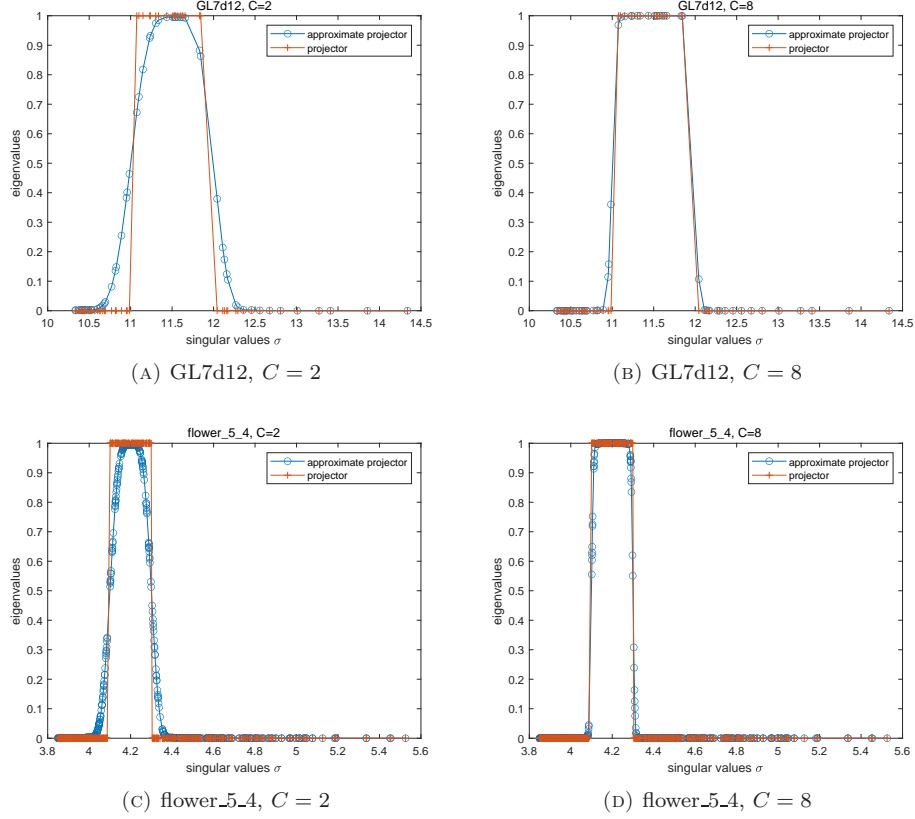 GL7d12, C=2
approximate projector
projector
eigenvalues
1
0.9
0.8
0.7
0.6
0.5
0.4
0.3
0.2
0.1
0
10 10.5 11 11.5 12 12.5 13 13.5 14 14.5
singular values σ
(A) GL7d12, C = 2
GL7d12, C=8
approximate projector
projector
eigenvalues
1
0.9
0.8
0.7
0.6
0.5
0.4
0.3
0.2
0.1
0
10 10.5 11 11.5 12 12.5 13 13.5 14 14.5
singular values σ
(B) GL7d12, C = 8
flower_5_4, C=2
approximate projector
projector
eigenvalues
1
0.9
0.8
0.7
0.6
0.5
0.4
0.3
0.2
0.1
0
3.8 4 4.2 4.4 4.6 4.8 5 5.2 5.4 5.6
singular values σ
(C) flower_5_4, C = 2
flower_5_4, C=8
approximate projector
projector
eigenvalues
1
0.9
0.8
0.7
0.6
0.5
0.4
0.3
0.2
0.1
0
3.8 4 4.2 4.4 4.6 4.8 5 5.2 5.4 5.6
singular values σ
(D) flower_5_4, C = 8